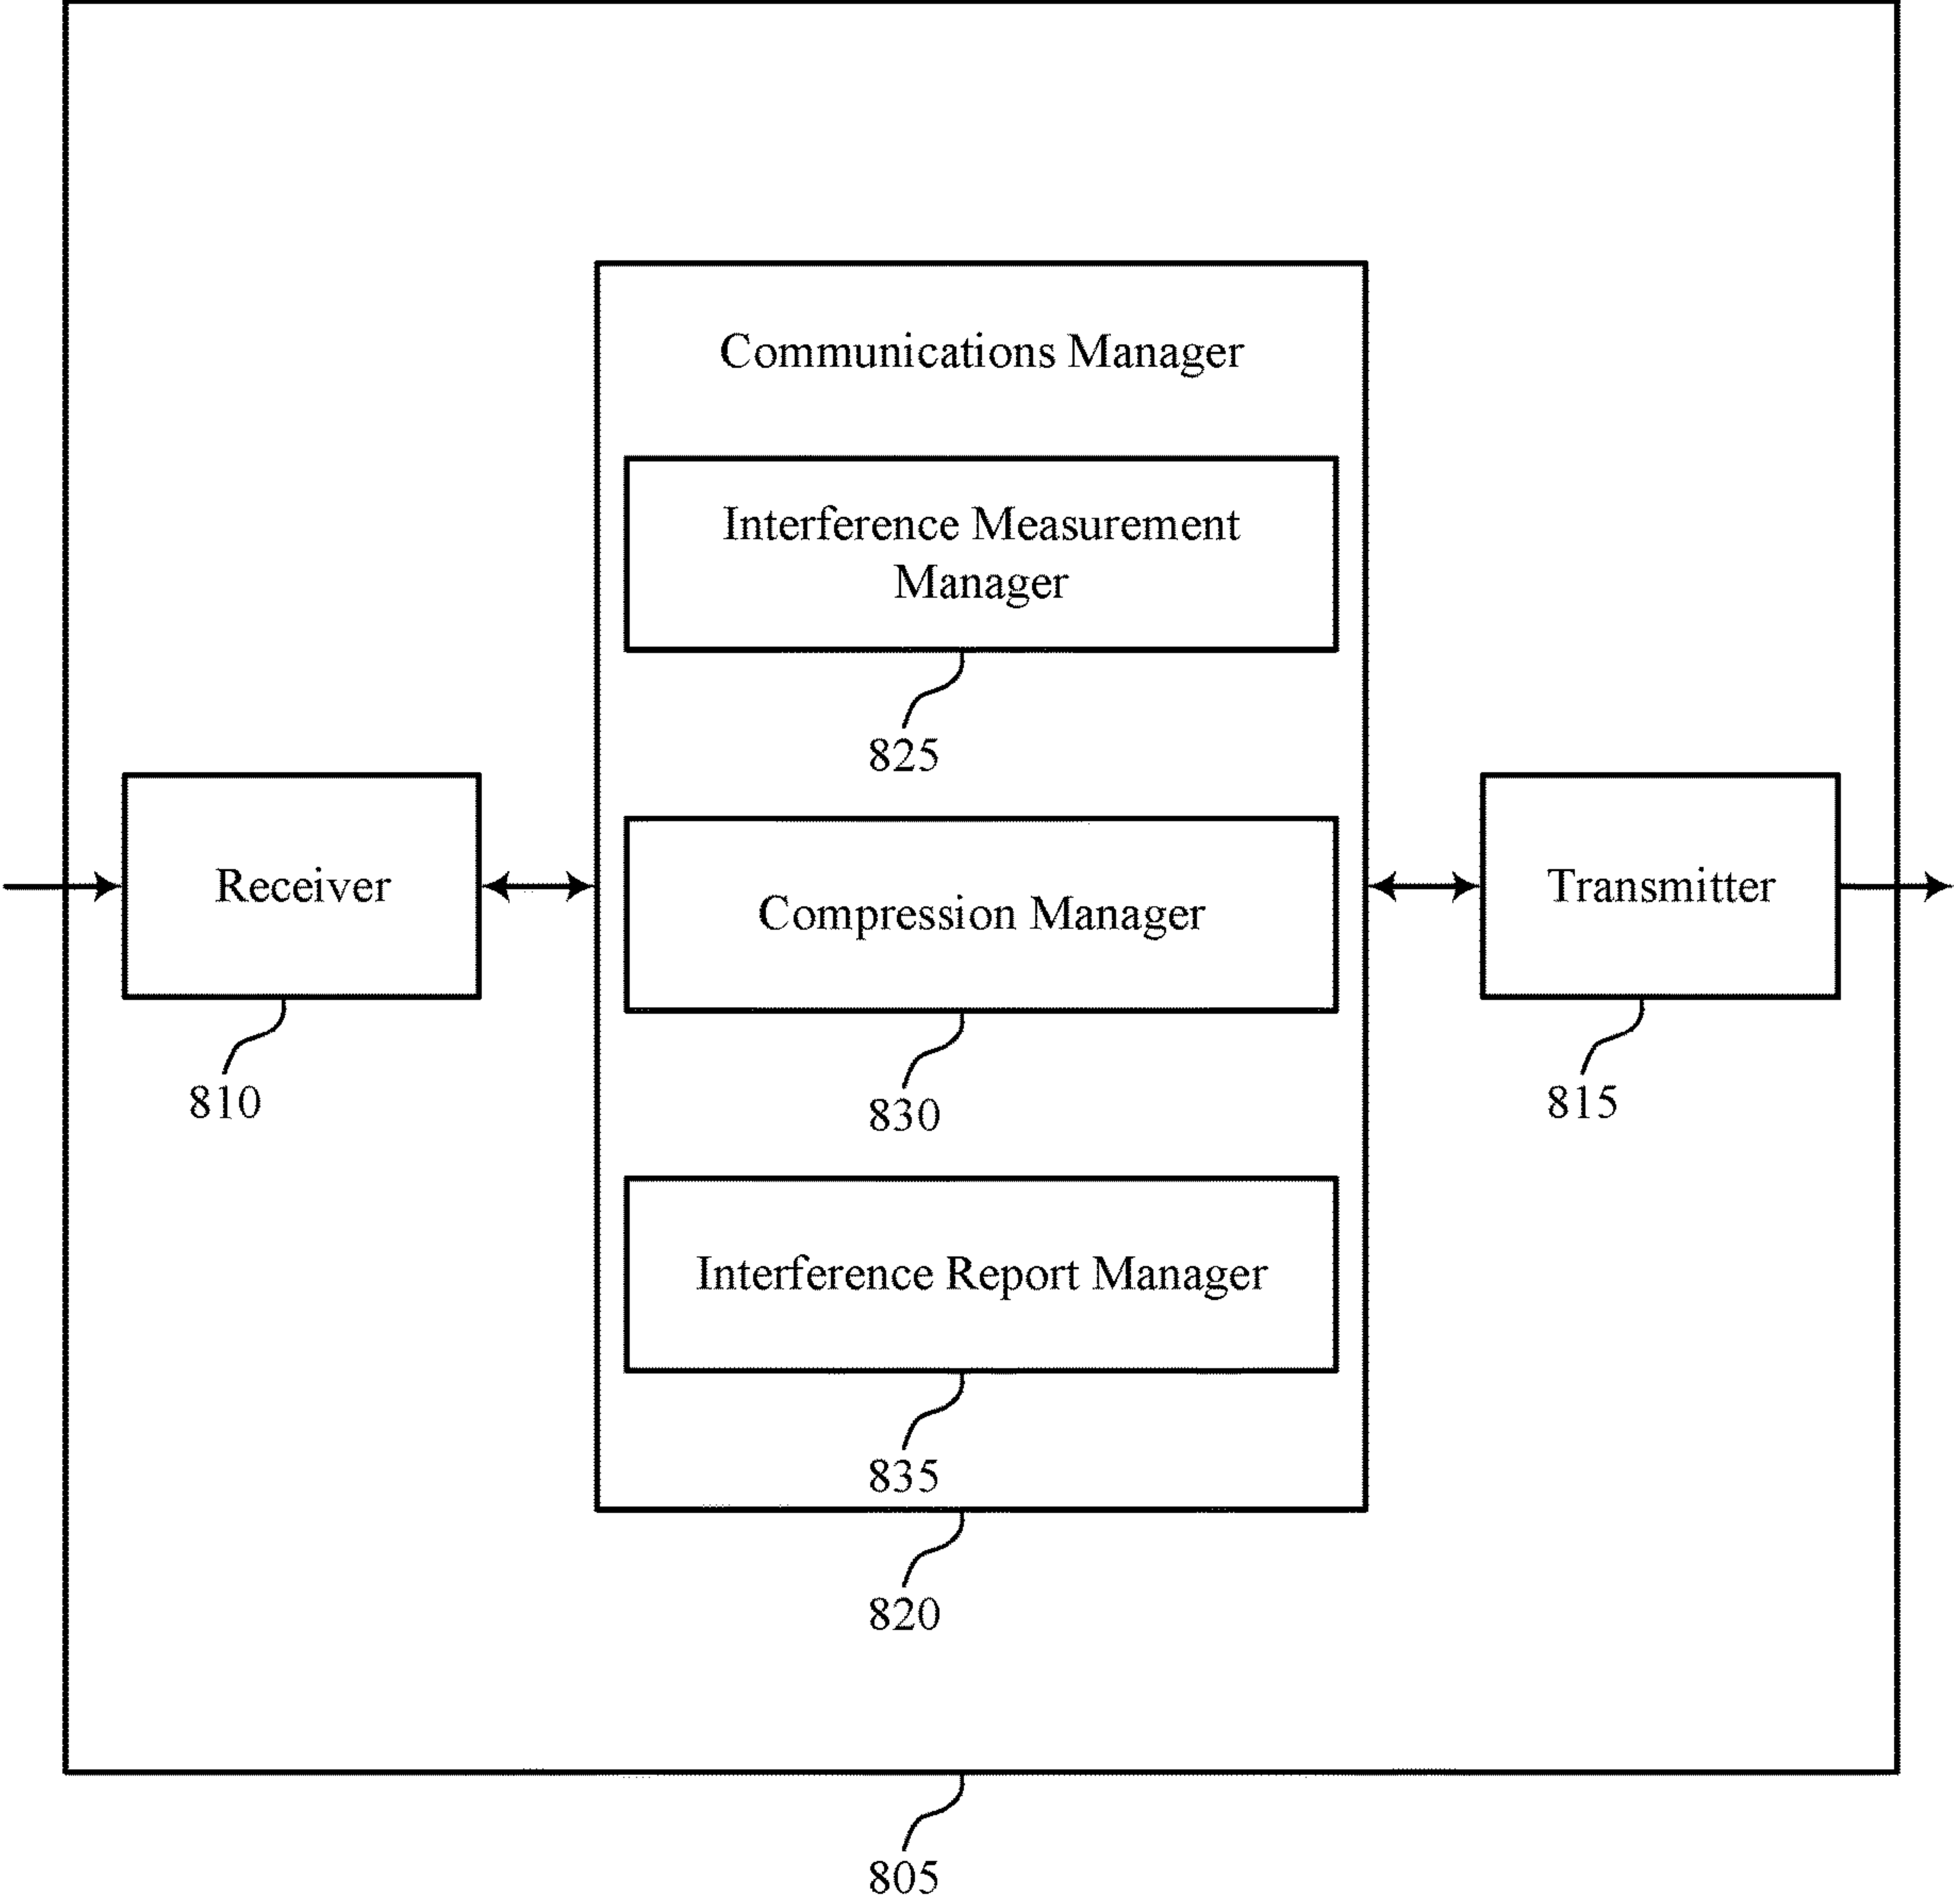 Communications Manager
Interference Measurement
Manager
825
Receiver
810
Compression Manager
830
Transmitter
815
Interference Report Manager
835
820
805